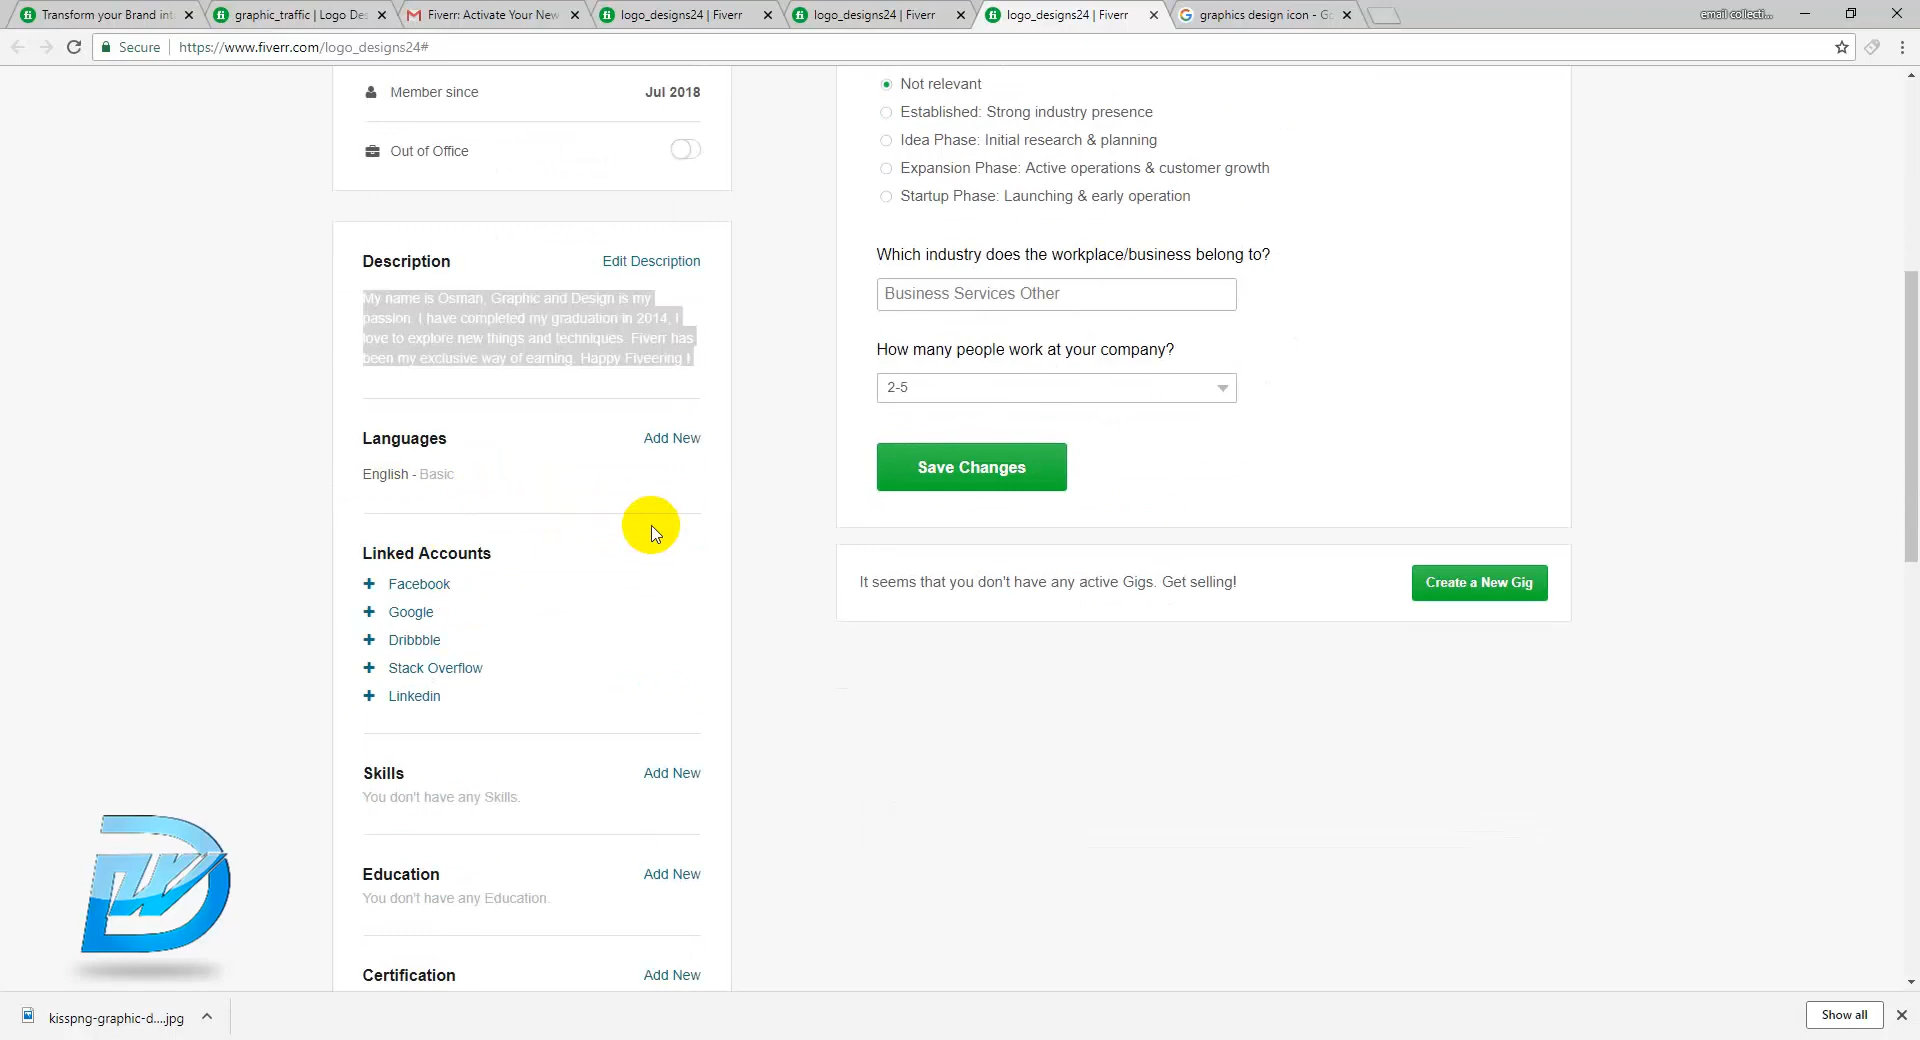 Transform your Brand int
graphic_traffic | Logo Des
Fiverr: Activate Your New
logo_designs24 | Fiverr
logo_designs24 | Fiverr
logo_designs24 | Fiverr
graphics design icon - Go
email collecti...
Secure
https://www.fiverr.com/logo_designs24#
Member since
Jul 2018
Out of Office
Description
Edit Description
My name is Osman, Graphic and Design is my
passion. I have completed my graduation in 2014, I
love to explore new things and techniques. Fiverr has
been my exclusive way of earning. Happy Fiveering !
Languages
Add New
English - Basic
Linked Accounts
+ Facebook
+ Google
+ Dribbble
+ Stack Overflow
+ Linkedin
Skills
Add New
You don't have any Skills.
Education
Add New
You don't have any Education.
Certification
Add New
Not relevant
Established: Strong industry presence
Idea Phase: Initial research & planning
Expansion Phase: Active operations & customer growth
Startup Phase: Launching & early operation
Which industry does the workplace/business belong to?
Business Services Other
How many people work at your company?
2-5
Save Changes
It seems that you don't have any active Gigs. Get selling!
Create a New Gig
kisspng-graphic-d....jpg
Show all